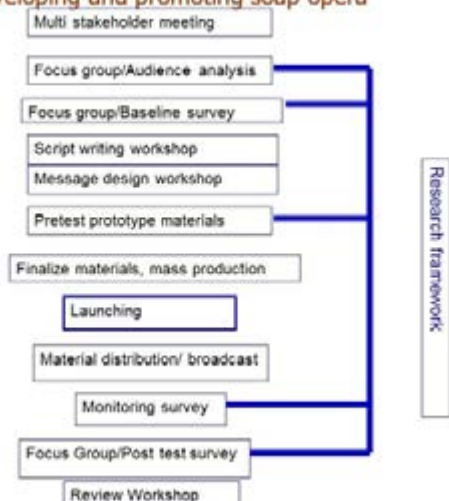 veloping and promoting soap opera
Multi stakeholder meeting
Focus group/Audience analysis
Focus group/Baseline survey
Script writing workshop
Message design workshop
Pretest prototype materials
Finalize materials, mass production
Launching
Material distribution/ broadcast
Monitoring survey
Focus Group/Post test survey
Review Workshop
Research framework